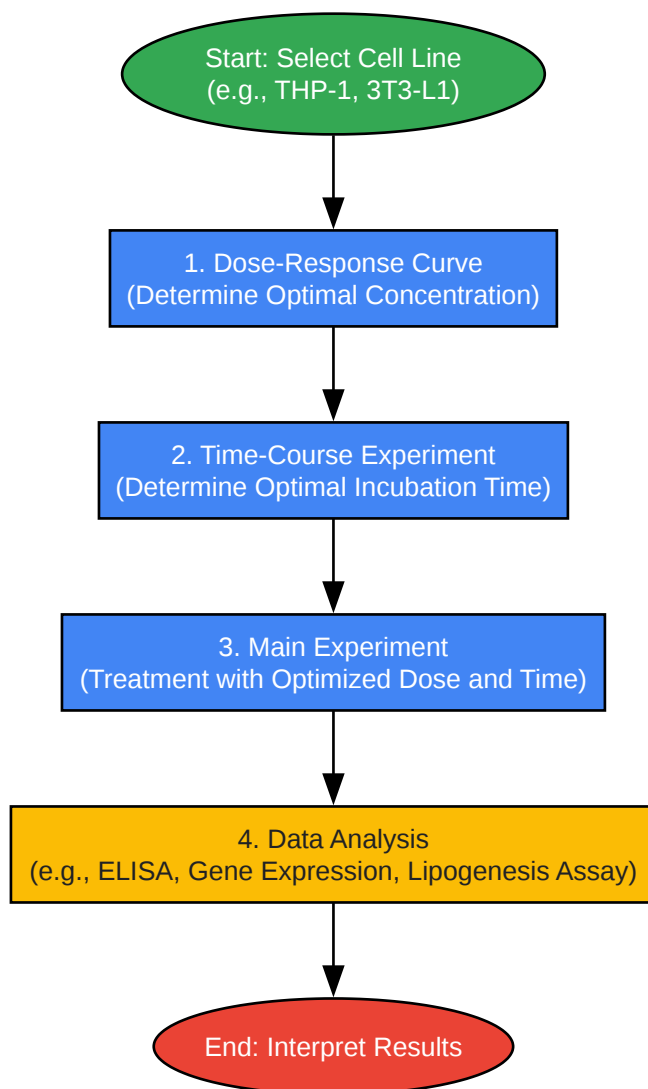 Start: Select Cell Line
(e.g., THP-1, 3T3-L1)
1. Dose-Response Curve
(Determine Optimal Concentration)
2. Time-Course Experiment
(Determine Optimal Incubation Time)
3. Main Experiment
(Treatment with Optimized Dose and Time)
4. Data Analysis
(e.g., ELISA, Gene Expression, Lipogenesis Assay)
End: Interpret Results